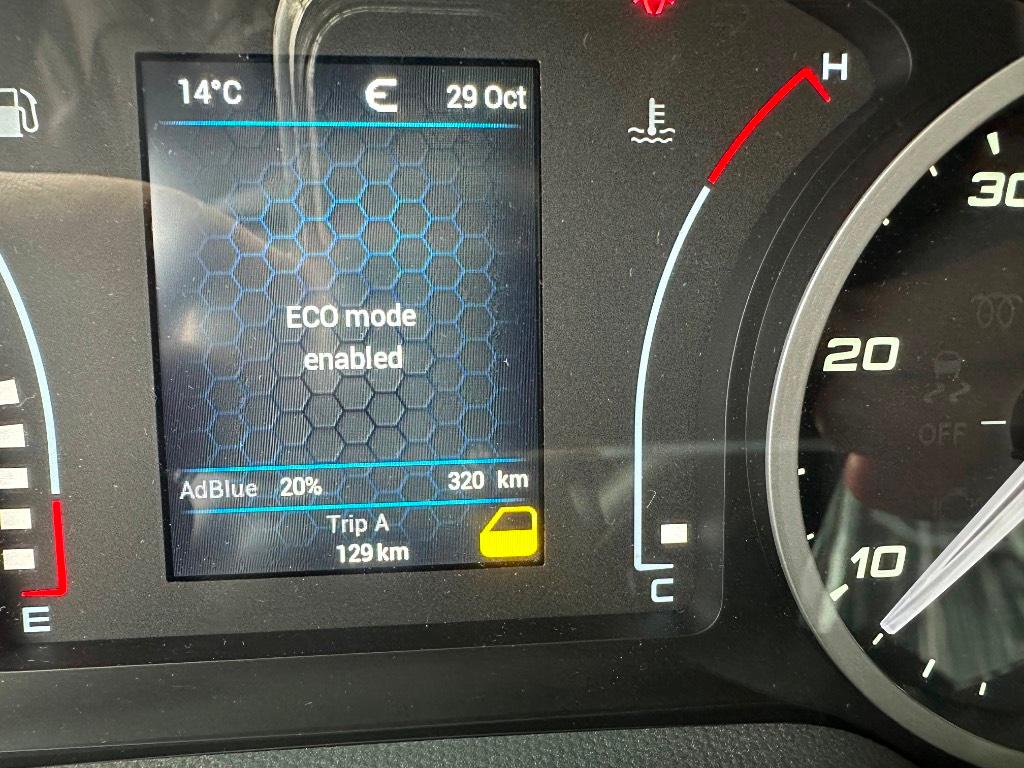 14°C Є 29 Oct
H
30
ECO mode
enabled
20
OFF
AdBlue 20% 320 km
Trip A
129 km
10
C
E